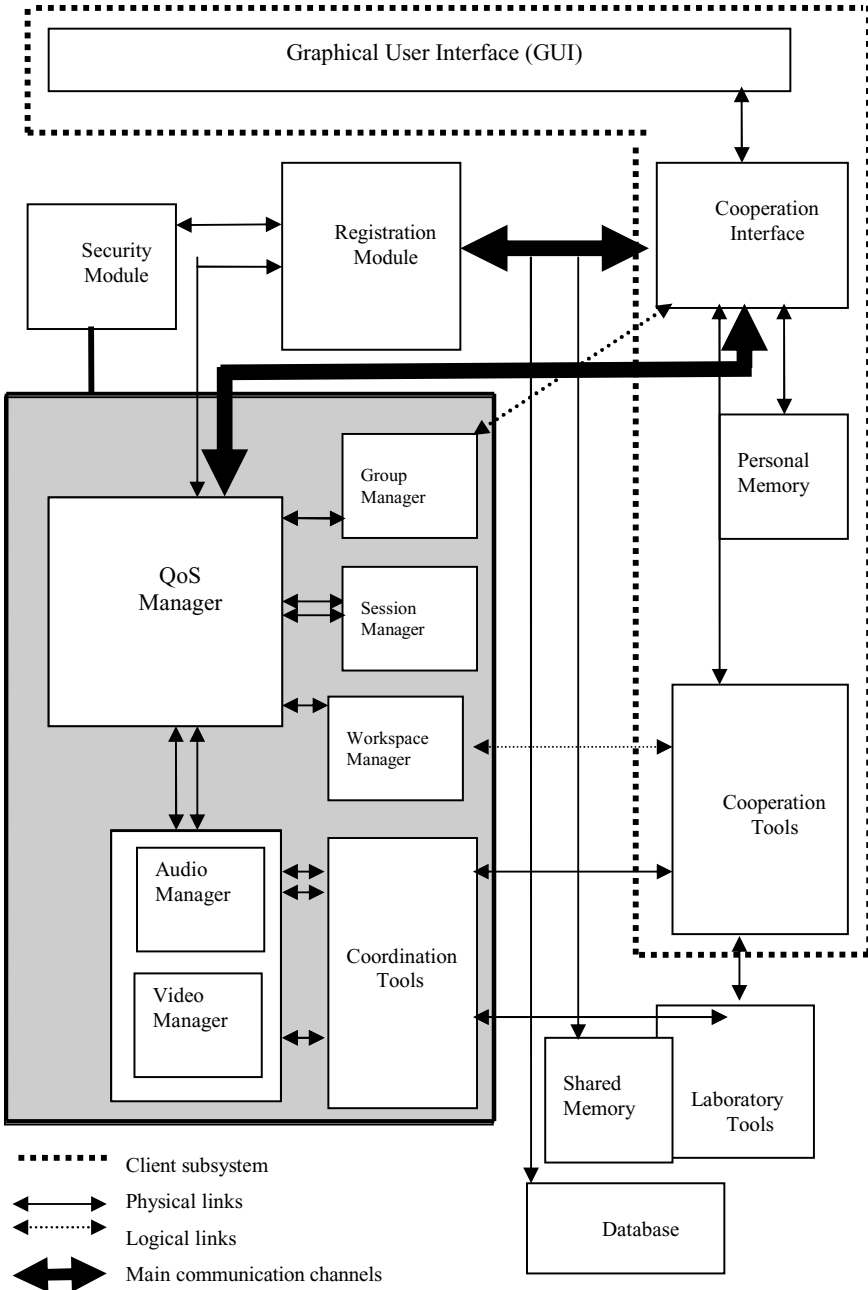 Graphical User Interface (GUI)
Cooperation
Interface
Registration
Module
Security
Module
Group
Manager
Personal
Memory
QoS
Manager
Session
Manager
Workspace
Manager
Cooperation
Tools
Audio
Manager
Coordination
Tools
Video
Manager
Shared
Memory
Laboratory
Tools
Client subsystem
Physical links
Logical links
Main communication channels
Database